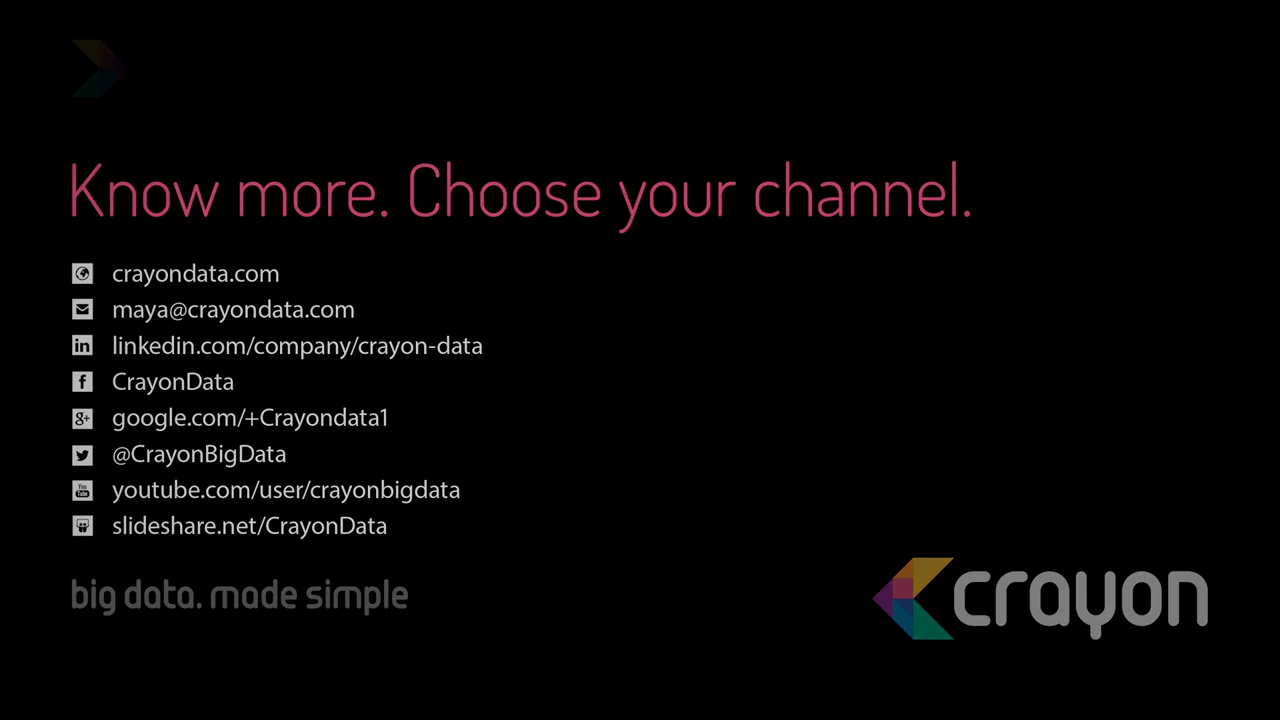 Know more. Choose your channel.
crayondata.com
maya@crayondata.com
linkedin.com/company/crayon-data
CrayonData
google.com/+Crayondata1
@CrayonBigData
youtube.com/user/crayonbigdata
slideshare.net/CrayonData
big data. made simple
crayon